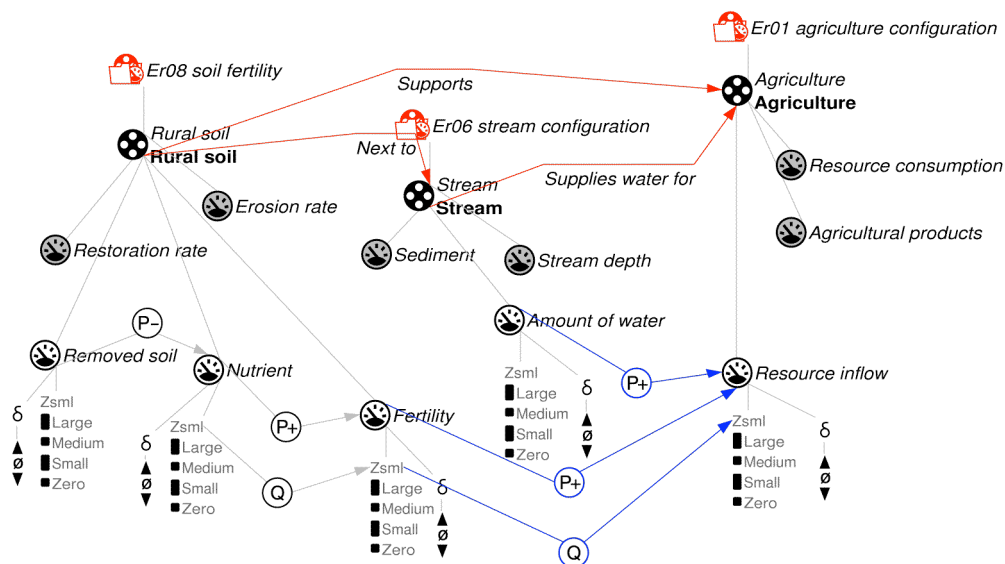 Er01 agriculture configuration
Er08 soil fertility
Supports
Agriculture
Agriculture
Er06 stream configuration
Rural soil
Rural soil
Next to
Resource consumption
Supplies water for
Stream
Stream
Erosion rate
Agricultural products
Restoration rate
Sediment
Stream depth
P–
Amount of water
Removed soil
Nutrient
P+
Resource inflow
Zsml
Large
Medium
Small
Zero
δ
ø
Zsml
Large
Medium
Small
Zero
δ
ø
P+
Fertility
Zsml
Large
Medium
Small
Zero
δ
ø
Q
Zsml
Large
Medium
Small
Zero
δ
ø
P+
Q
Zsml
Large
Medium
Small
Zero
δ
ø